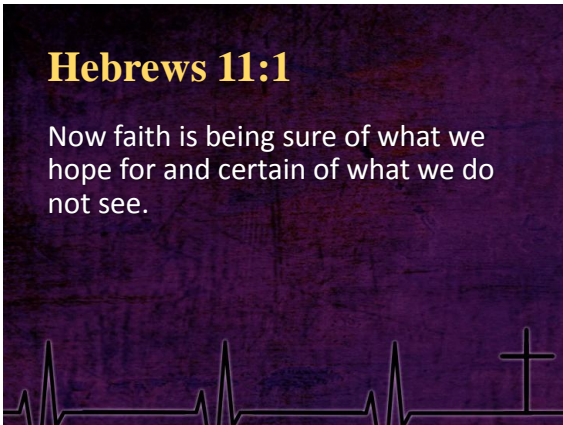 Hebrews 11:1
Now faith is being sure of what we
hope for and certain of what we do
not see.